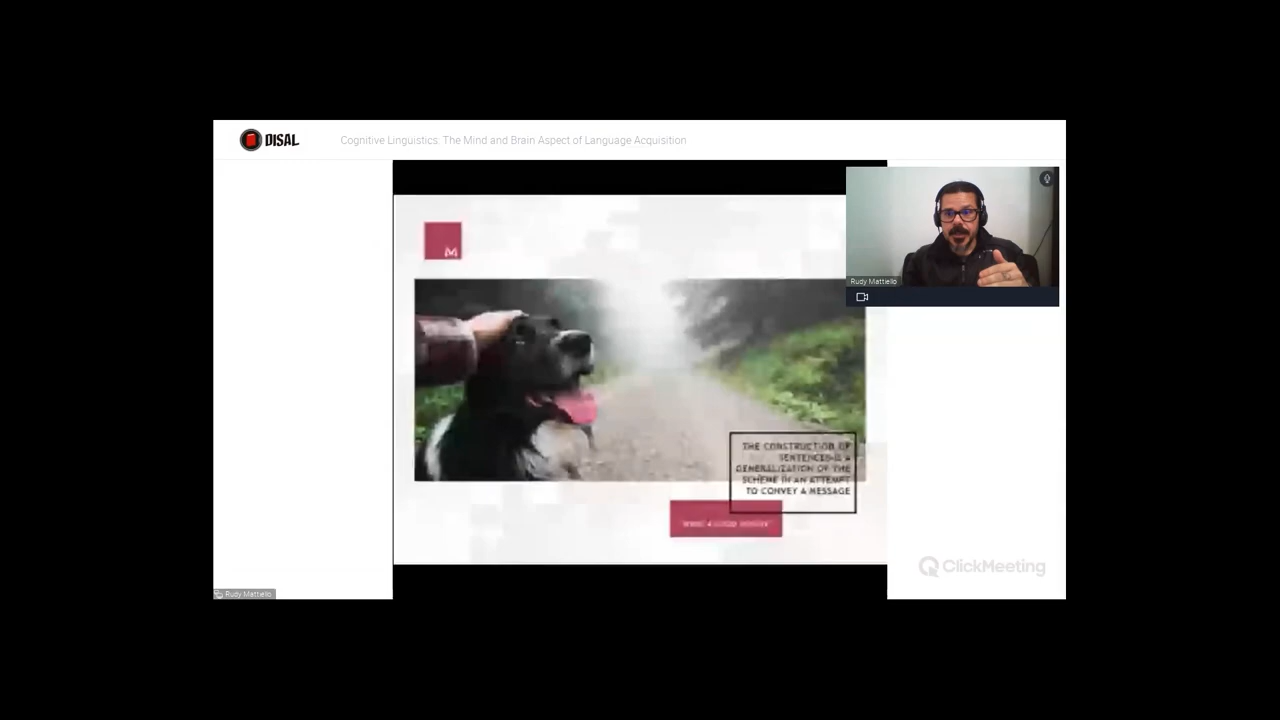 DISAL
Cognitive Linguistics: The Mind and Brain Aspect of Language Acquisition
M
Rudy Mattiello
THE CONSTRUCTION OF
SENTENCES IS A
GENERALIZATION OF THE
SCHEME IN AN ATTEMPT
TO CONVEY A MESSAGE
ClickMeeting
Rudy Mattiello